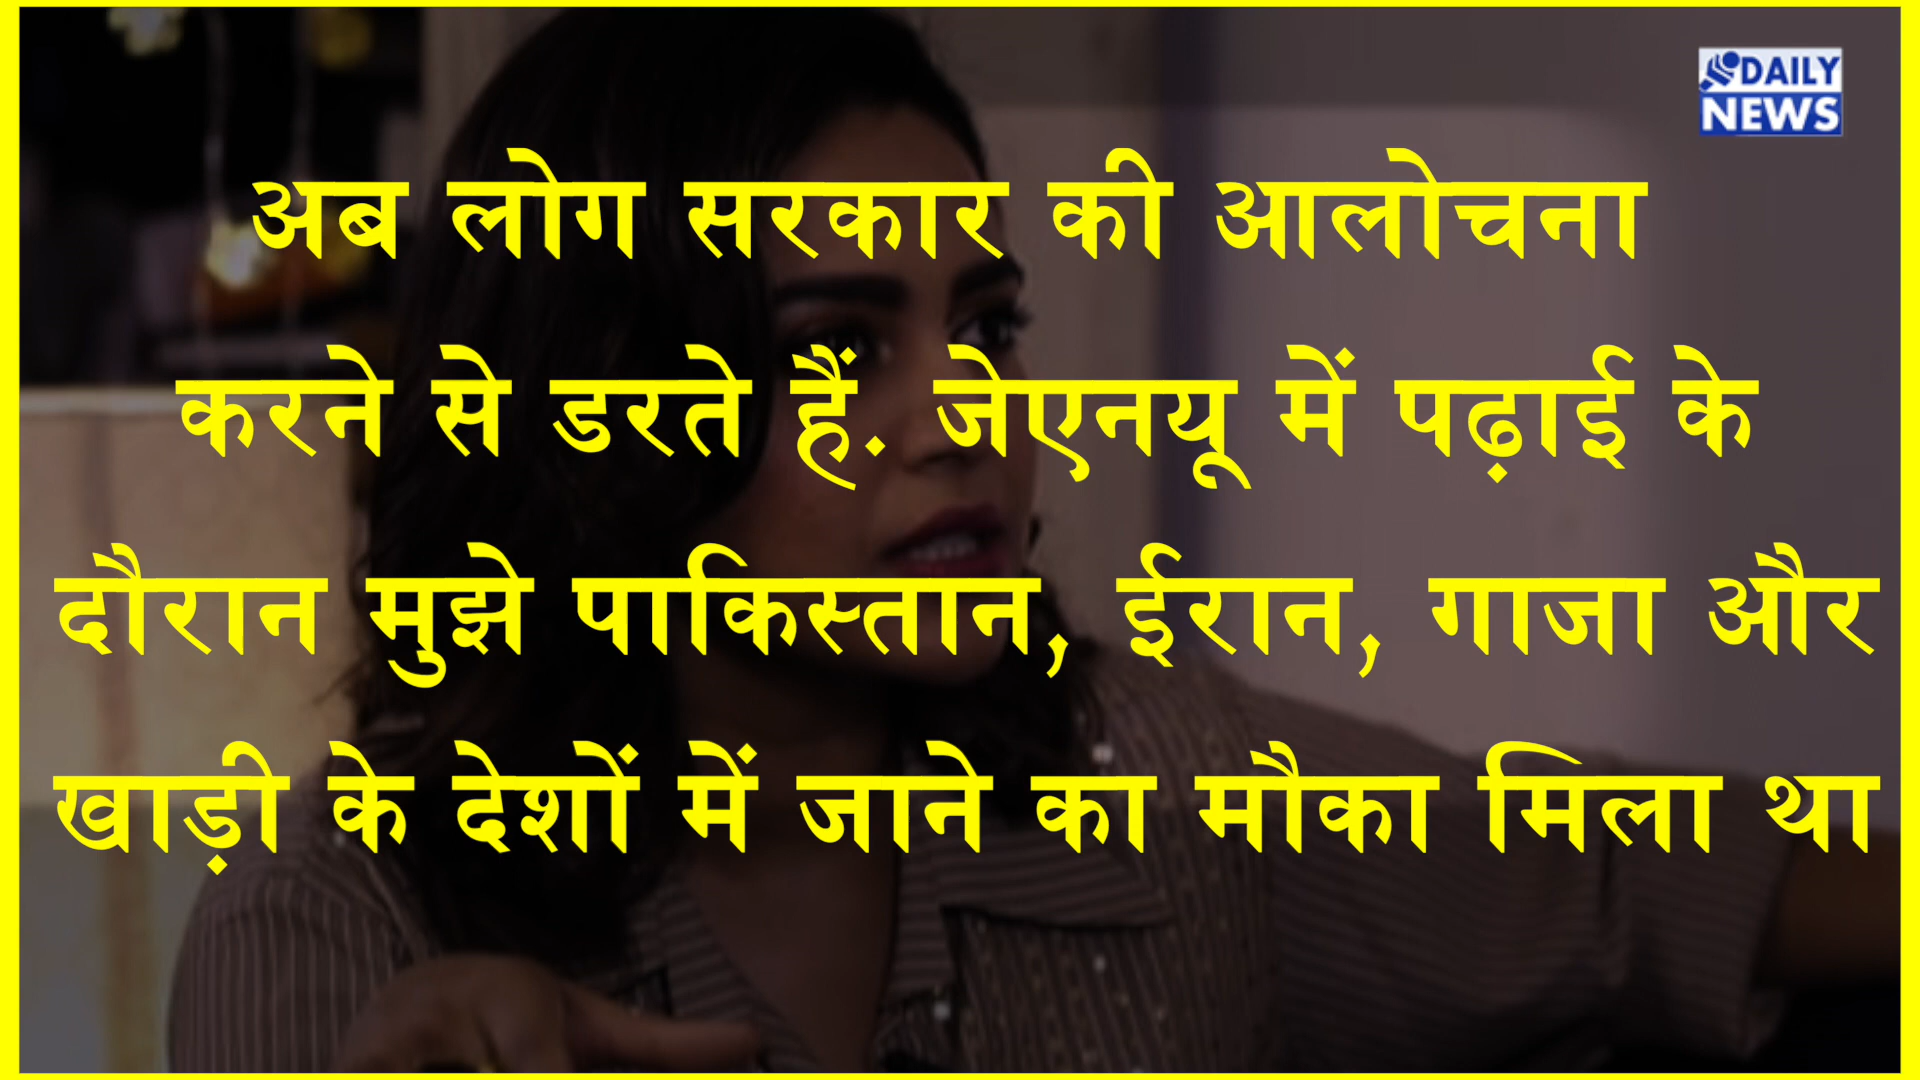 DAILY
NEWS
अब लोग सरकार की आलोचना
करने से डरते हैं. जेएनयू में पढ़ाई के
दौरान मुझे पाकिस्तान, ईरान, गाजा और
खाड़ी के देशों में जाने का मौका मिला था